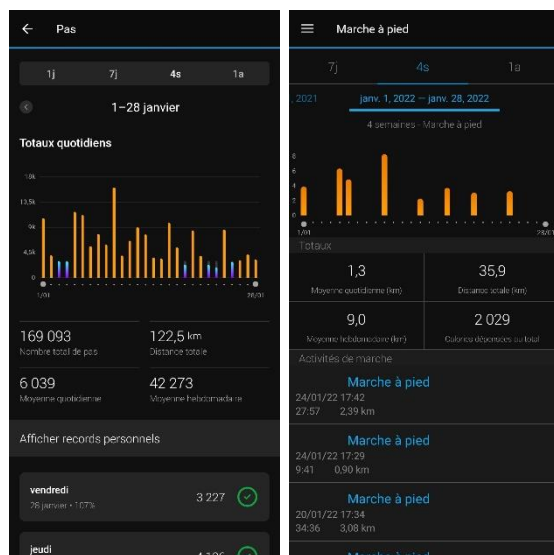 Pas
1j 7j 4s 1a
1–28 janvier
Totaux quotidiens
18k
13,5k
9k
4,5k
0
1/01 28/01
169 093
Nombre total de pas
122,5 km
Distance totale
6 039
Moyenne quotidienne
42 273
Moyenne hebdomadaire
Afficher records personnels
vendredi
28 janvier • 107%
3 227
jeudi
Marche à pied
7j 4s 1a
, 2021 janv. 1, 2022 — janv. 28, 2022
4 semaines - Marche à pied
8
6
4
2
0
1/01 28/01
Totaux
1,3
Moyenne quotidienne (km)
35,9
Distance totale (km)
9,0
Moyenne hebdomadaire (km)
2 029
Calories dépensées au total
Activités de marche
Marche à pied
24/01/22 17:42
27:57 2,39 km
Marche à pied
24/01/22 17:29
9:41 0,90 km
Marche à pied
20/01/22 17:34
34:36 3,08 km
Marche à pied